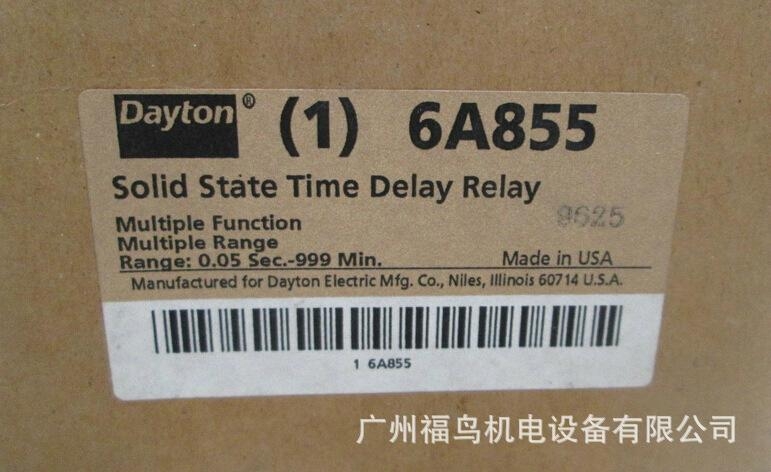 Dayton® (1) 6A855
Solid State Time Delay Relay
9625
Multiple Function
Multiple Range
Range: 0.05 Sec.-999 Min. Made in USA
Manufactured for Dayton Electric Mfg. Co., Niles, Illinois 60714 U.S.A.
1 6A855
广州福鸟机电设备有限公司